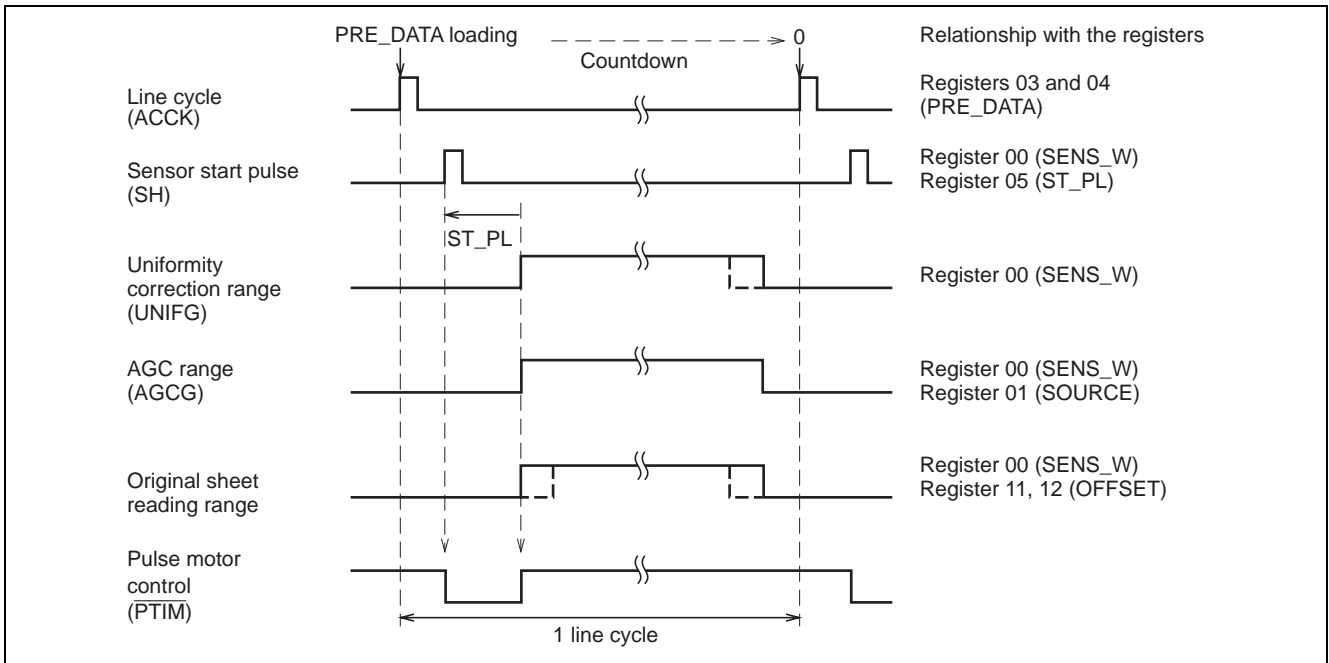 PRE_DATA loading
0
Relationship with the registers
Countdown
Line cycle
(ACCK)
Registers 03 and 04
(PRE_DATA)
Sensor start pulse
(SH)
Register 00 (SENS_W)
Register 05 (ST_PL)
ST_PL
Uniformity
correction range
(UNIFG)
Register 00 (SENS_W)
AGC range
(AGCG)
Register 00 (SENS_W)
Register 01 (SOURCE)
Original sheet
reading range
Register 00 (SENS_W)
Register 11, 12 (OFFSET)
Pulse motor
control
(PTIM)
1 line cycle